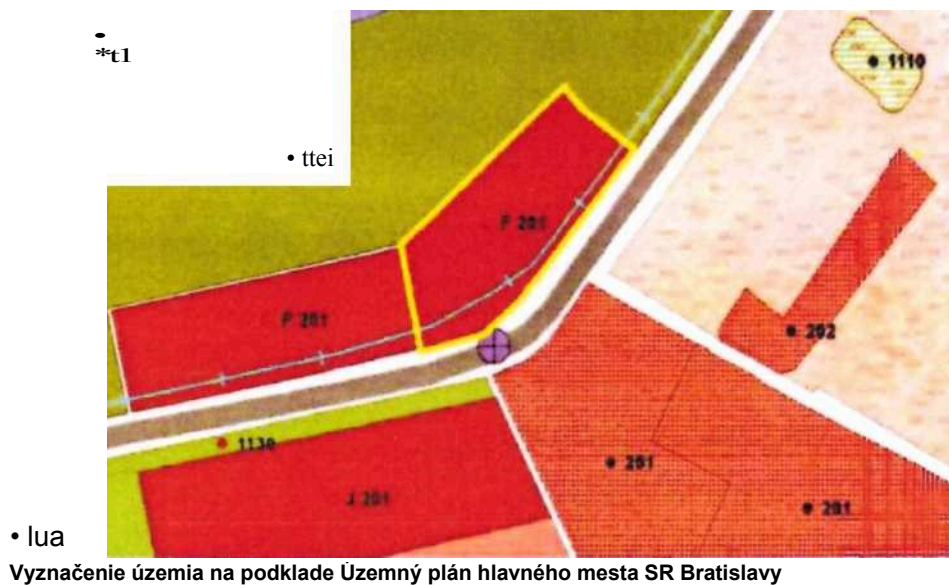 •
*t1
• ttei
• 1110
F 201
P 201
• 202
• 1130
• 201
J 201
• 201
• lua
Vyznačenie územia na podklade Územný plán hlavného mesta SR Bratislavy